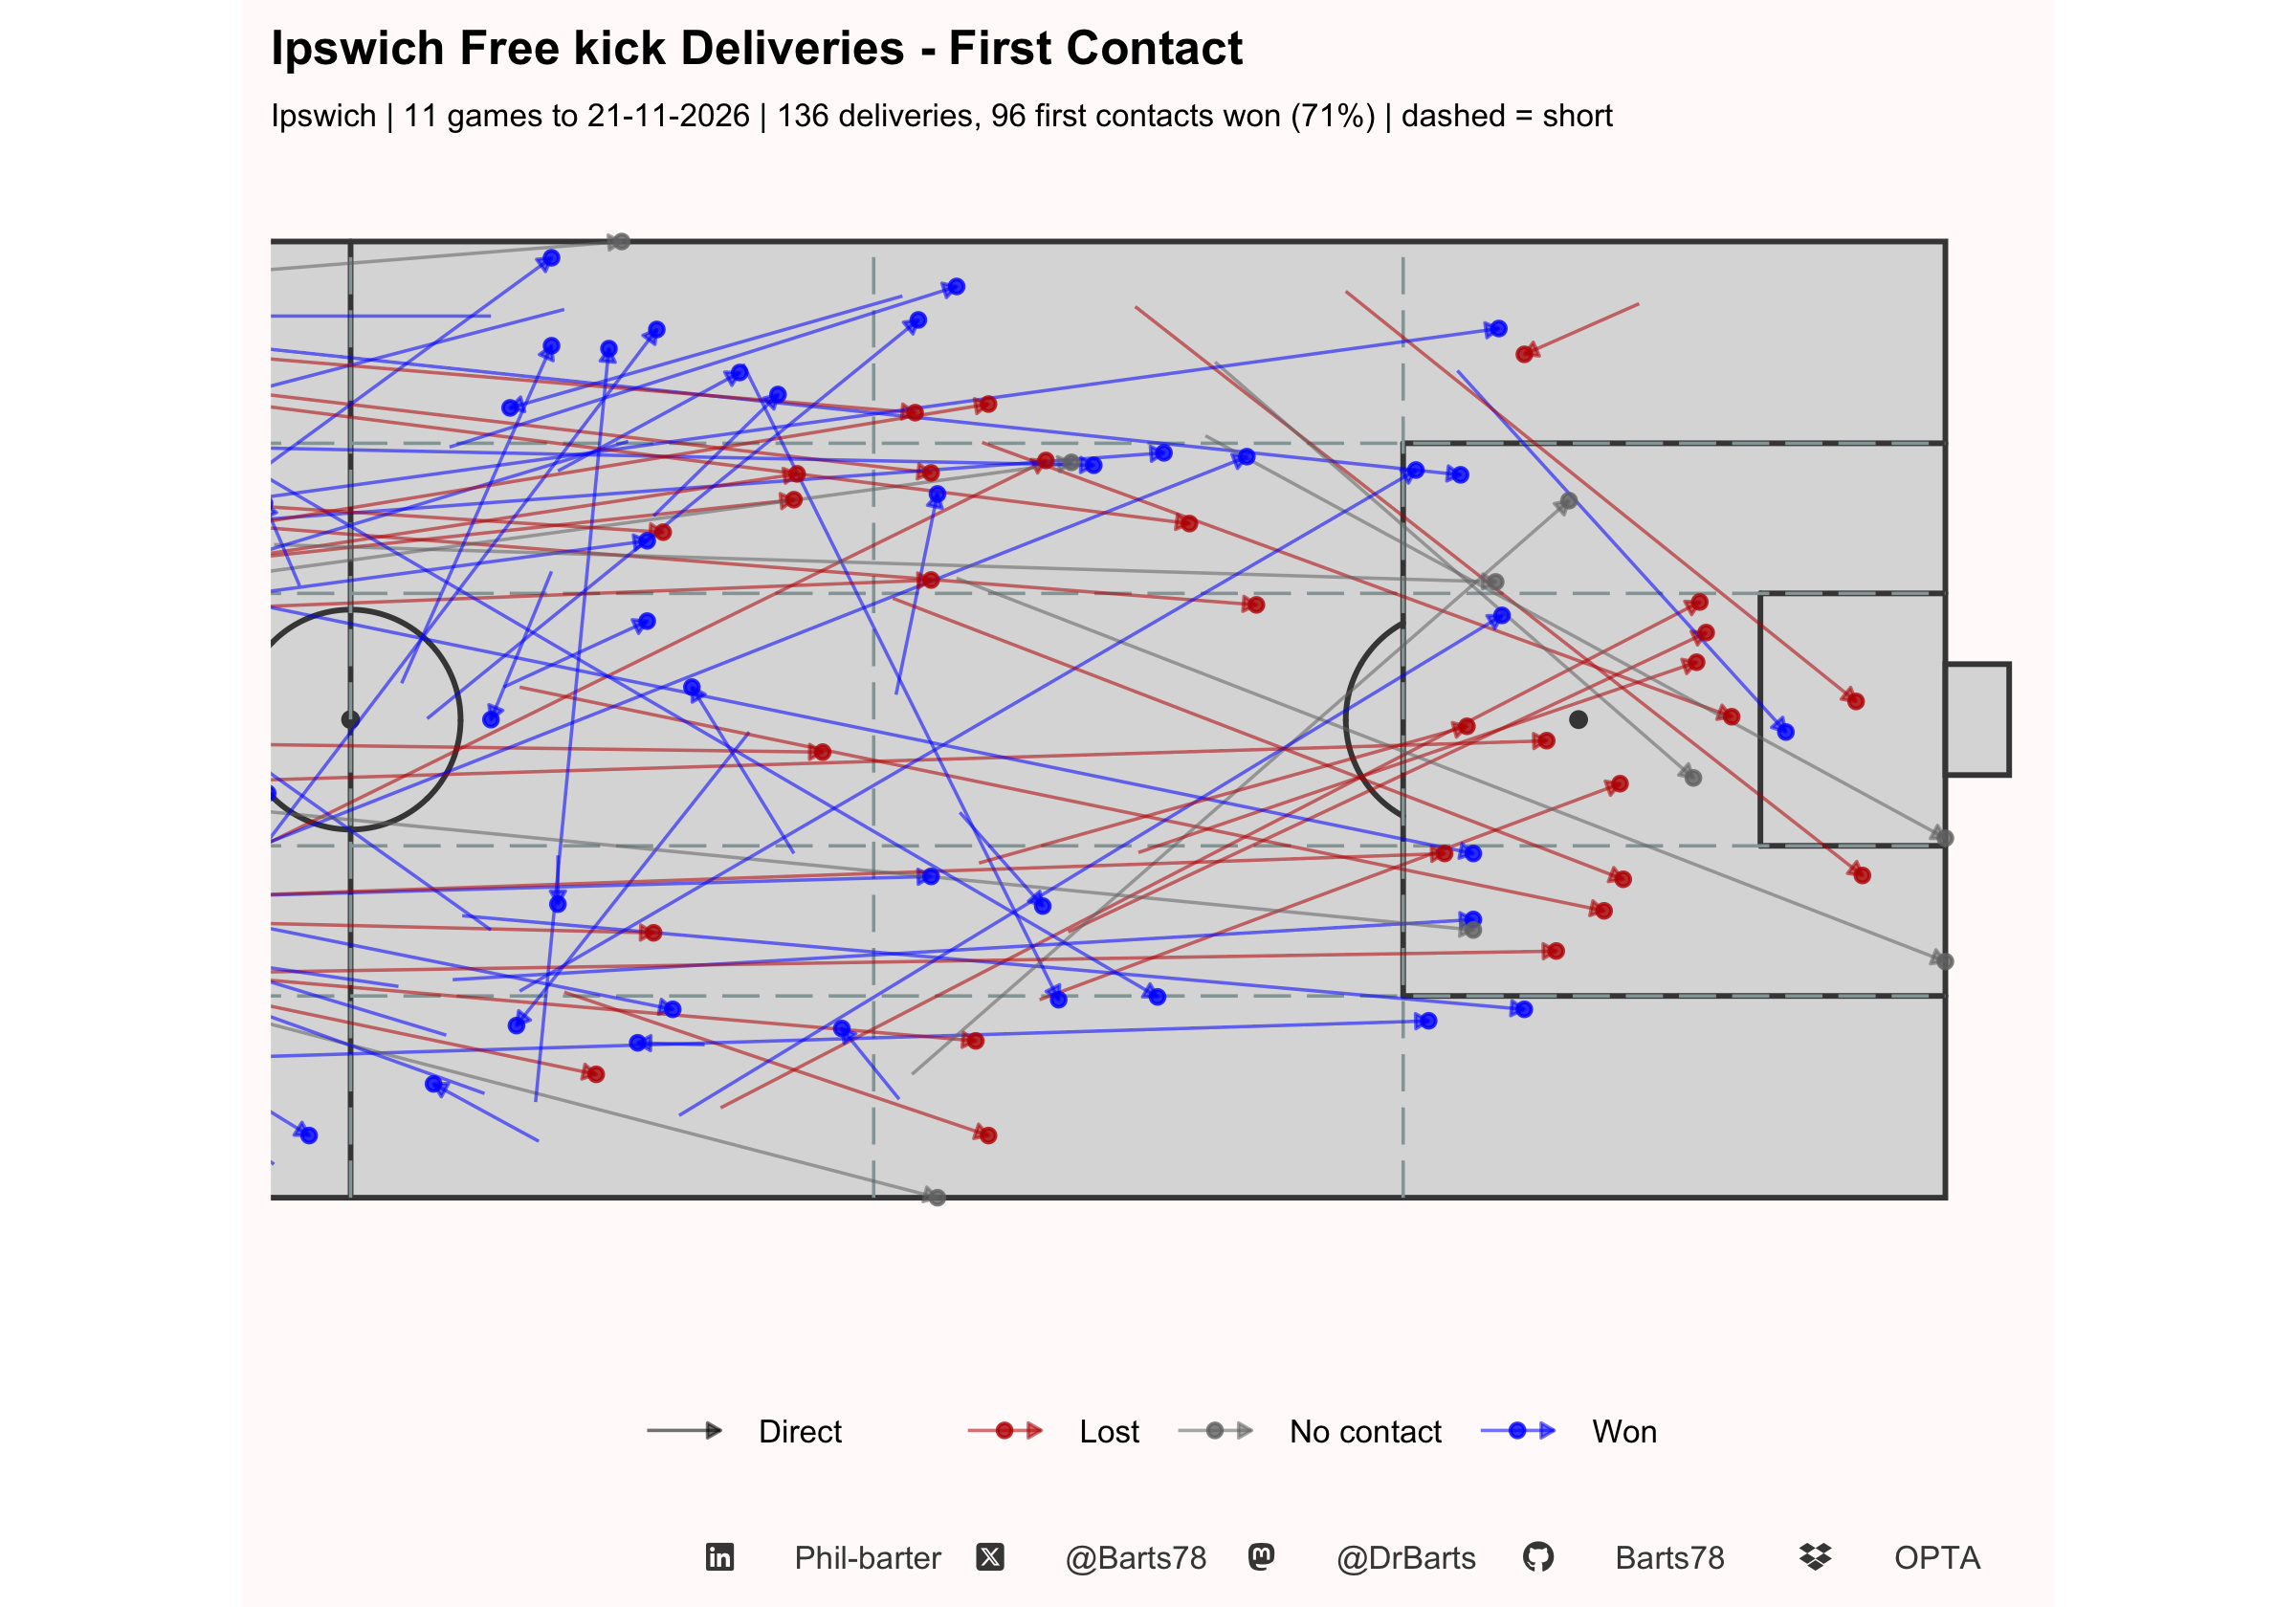 Ipswich Free kick Deliveries - First Contact
Ipswich | 11 games to 21-11-2026 | 136 deliveries, 96 first contacts won (71%) | dashed = short
Direct Lost No contact Won
Phil-barter @Barts78 @DrBarts Barts78 OPTA